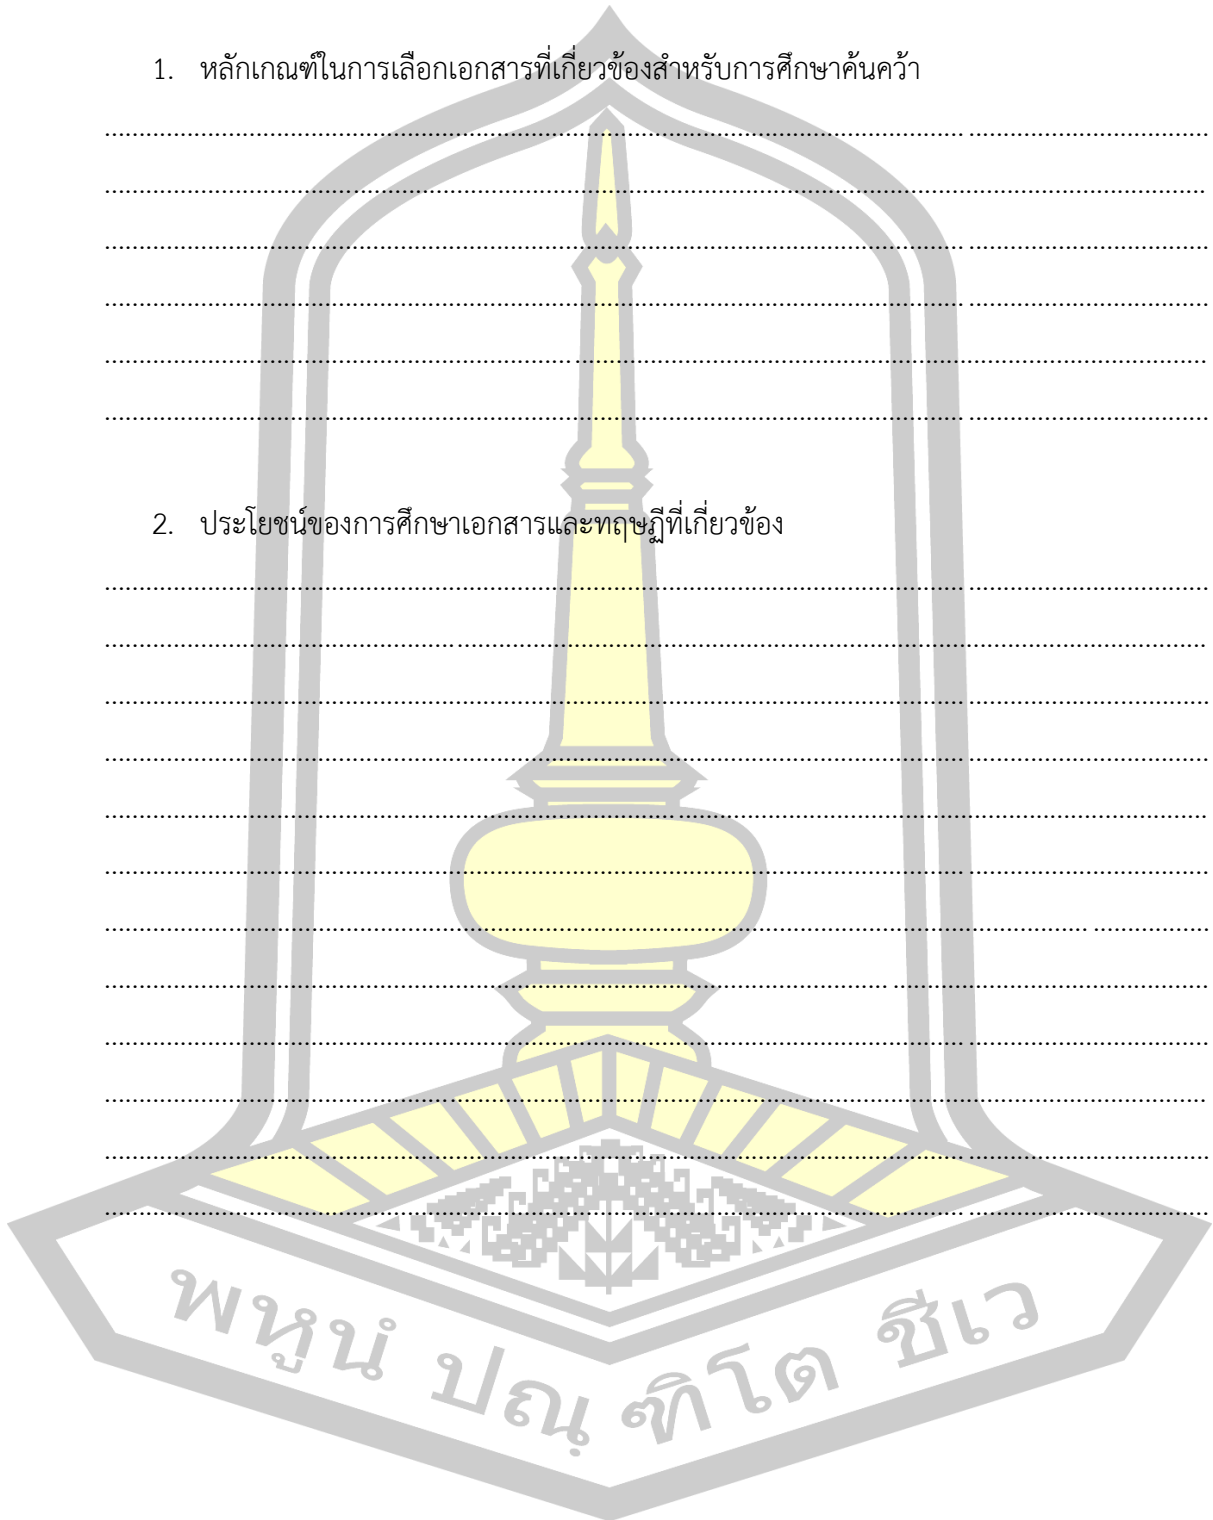 1. หลักเกณฑ์ในการเลือกเอกสารที่เกี่ยวข้องสำหรับการศึกษาค้นคว้า
2. ประโยชน์ของการศึกษาเอกสารและทฤษฎีที่เกี่ยวข้อง
พหูนํ ปณฺฑิโต ชีเว